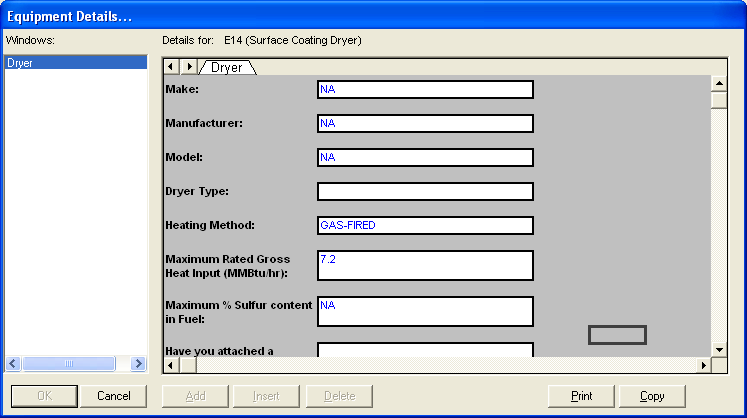 Equipment Details...
Windows:
Details for: E14 (Surface Coating Dryer)
Dryer
Dryer
Make:
NA
Manufacturer:
NA
Model:
NA
Dryer Type:
Heating Method:
GAS-FIRED
Maximum Rated Gross
Heat Input (MMBtu/hr):
7.2
Maximum % Sulfur content
in Fuel:
NA
Have you attached a
OK Cancel Add Insert Delete Print Copy